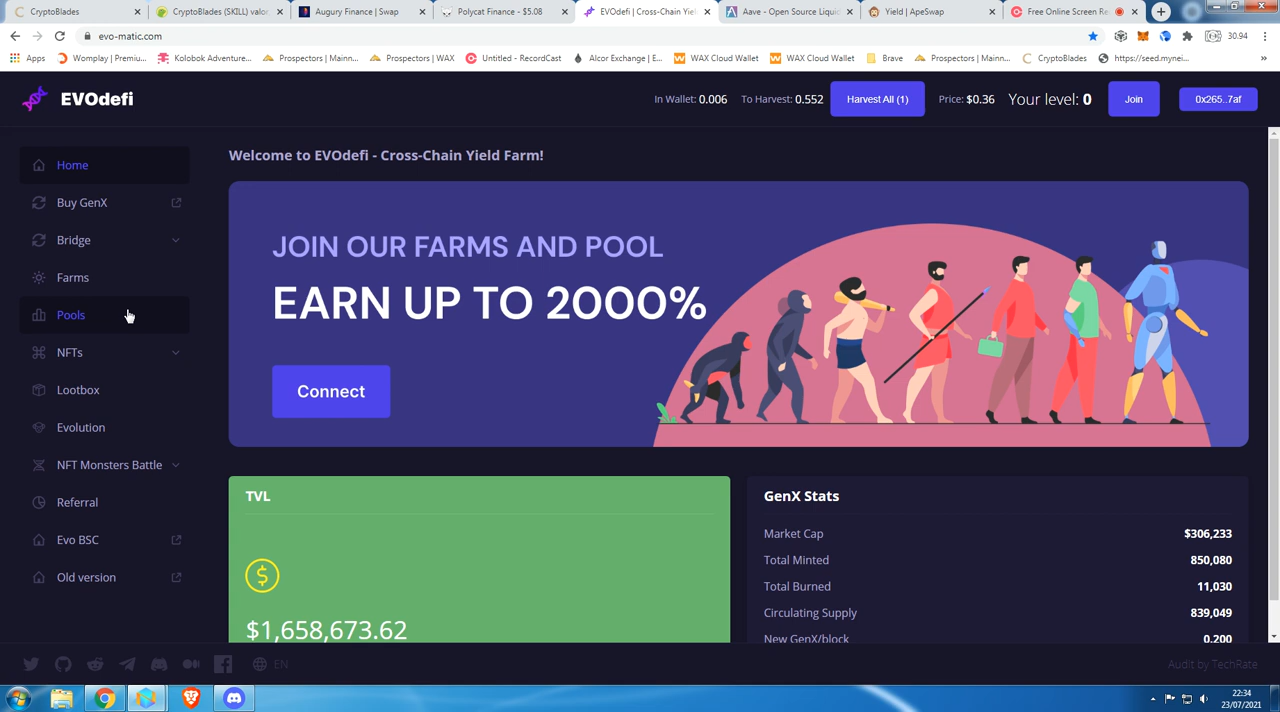 CryptoBlades
CryptoBlades (SKILL) valor
Augury Finance | Swap
Polycat Finance - $5.08
EVOdefi | Cross-Chain Yie
Aave - Open Source Liquid
Yield | ApeSwap
Free Online Screen Re
evo-matic.com
30.94
Apps
Womplay | Premiu...
Kolobok Adventure...
Prospectors | Mainn...
Prospectors | WAX
Untitled - RecordCast
Alcor Exchange | E...
WAX Cloud Wallet
WAX Cloud Wallet
Brave
Prospectors | Mainn...
CryptoBlades
https://seed.mynei...
»
EVOdefi
In Wallet: 0.006
To Harvest: 0.552
Harvest All (1)
Price: $0.36
Your level: 0
Join
0x265..7af
Home
Buy GenX
Bridge
Farms
Pools
NFTs
Lootbox
Evolution
NFT Monsters Battle
Referral
Evo BSC
Old version
Welcome to EVOdefi - Cross-Chain Yield Farm!
JOIN OUR FARMS AND POOL
EARN UP TO 2000%
Connect
TVL
$
$1,658,673.62
GenX Stats
Market Cap $306,233
Total Minted 850,080
Total Burned 11,030
Circulating Supply 839,049
New GenX/block 0.200
EN
Audit by TechRate
22:34
23/07/2021